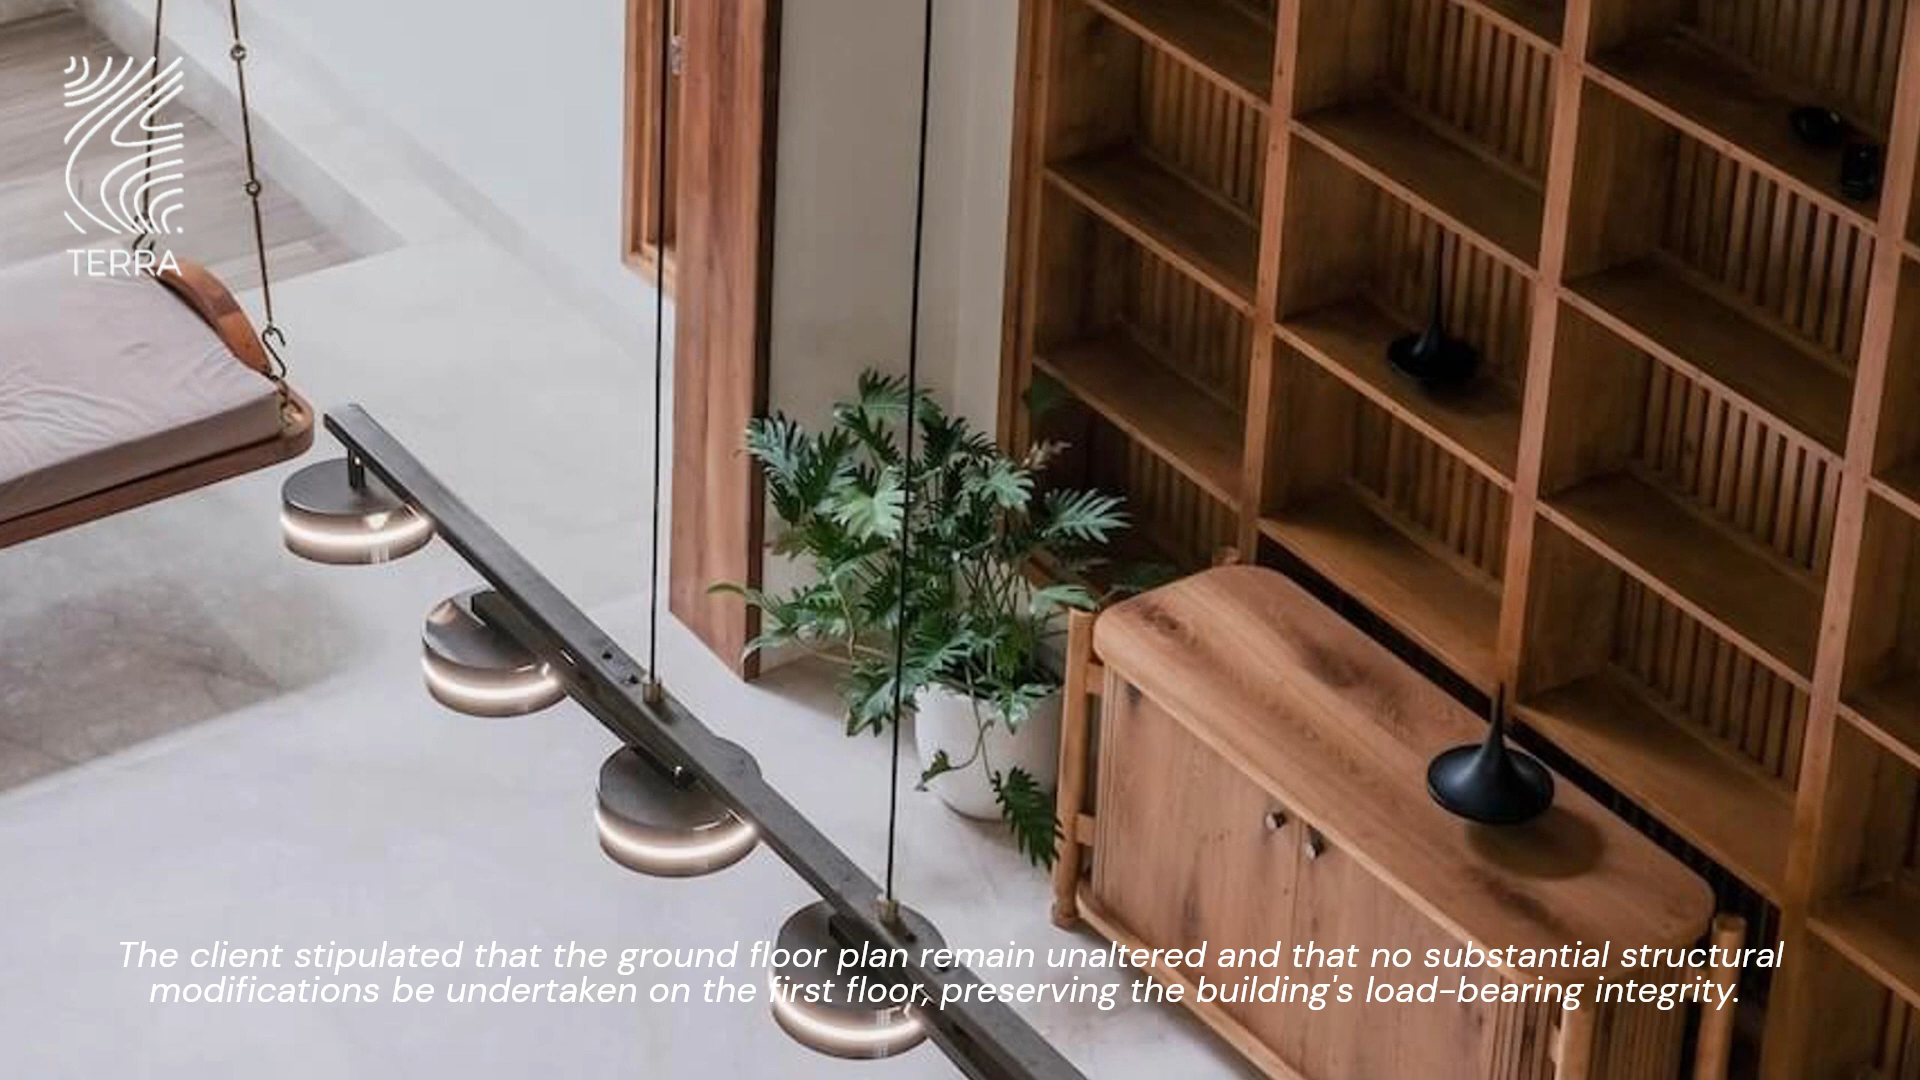 TERRA
The client stipulated that the ground floor plan remain unaltered and that no substantial structural
modifications be undertaken on the first floor, preserving the building's load-bearing integrity.